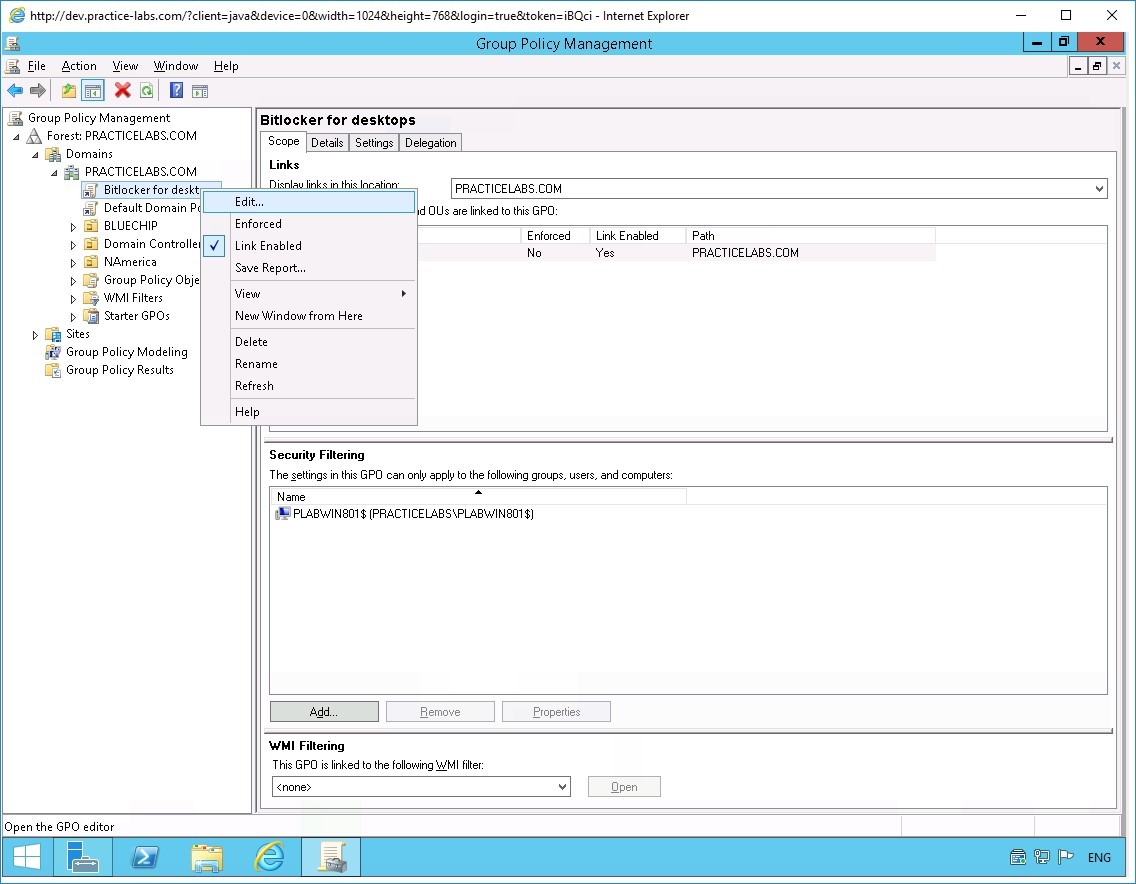 http://dev.practice-labs.com/?client=java&device=0&width=1024&height=768&login=true&token=iBQci - Internet Explorer
Group Policy Management
File Action View Window Help
Group Policy Management
Forest: PRACTICELABS.COM
Domains
PRACTICELABS.COM
Bitlocker for deskt
Default Domain Po
BLUECHIP
Domain Controller
NAmerica
Group Policy Obje
WMI Filters
Starter GPOs
Sites
Group Policy Modeling
Group Policy Results
Edit...
Enforced
Link Enabled
Save Report...
View
New Window from Here
Delete
Rename
Refresh
Help
Bitlocker for desktops
Scope Details Settings Delegation
Links
Display links in this location: PRACTICELABS.COM
d OUs are linked to this GPO:
Enforced Link Enabled Path
No Yes PRACTICELABS.COM
Security Filtering
The settings in this GPO can only apply to the following groups, users, and computers:
Name
PLABWIN801$ (PRACTICELABS\PLABWIN801$)
Add... Remove Properties
WMI Filtering
This GPO is linked to the following WMI filter:
<none> Open
Open the GPO editor
ENG